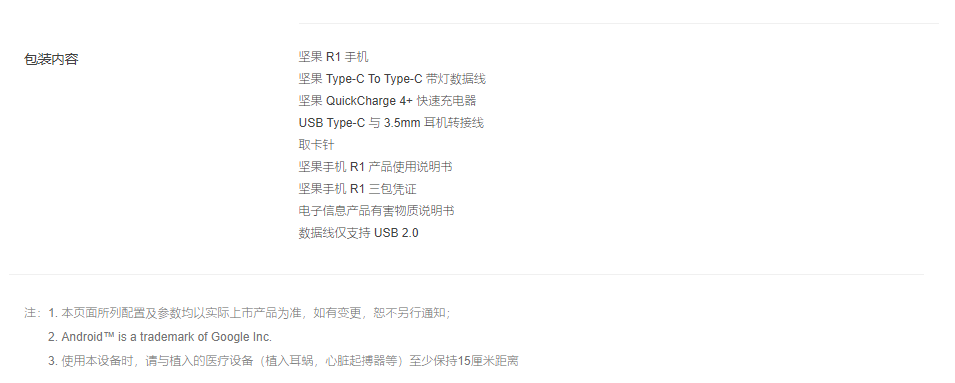 包装内容
坚果 R1 手机
坚果 Type-C To Type-C 带灯数据线
坚果 QuickCharge 4+ 快速充电器
USB Type-C 与 3.5mm 耳机转接线
取卡针
坚果手机 R1 产品使用说明书
坚果手机 R1 三包凭证
电子信息产品有害物质说明书
数据线仅支持 USB 2.0
注：1. 本页面所列配置及参数均以实际上市产品为准，如有变更，恕不另行通知；
2. Android™ is a trademark of Google Inc.
3. 使用本设备时，请与植入的医疗设备（植入耳蜗，心脏起搏器等）至少保持15厘米距离